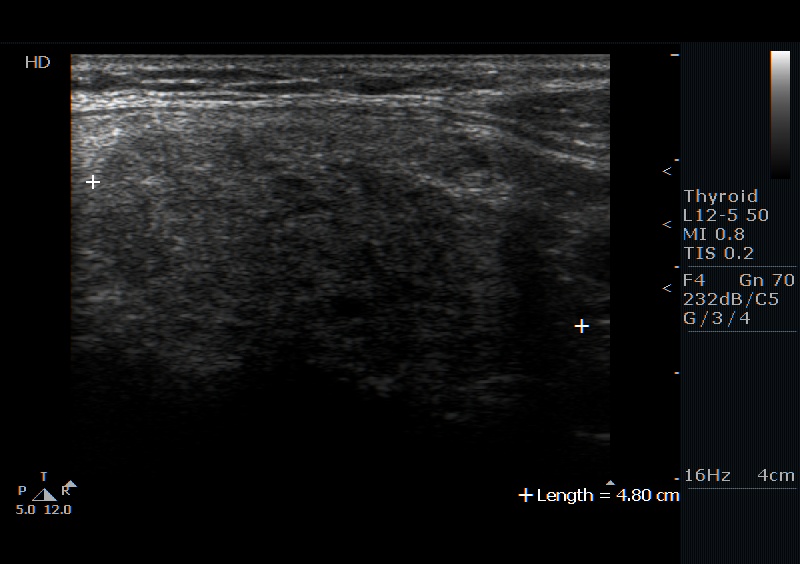 HD
Thyroid
L12-5 50
MI 0.8
TIS 0.2
F4 Gn 70
232dB/C5
G/3/4
16Hz 4cm
T
P R
5.0 12.0
+ Length = 4.80 cm